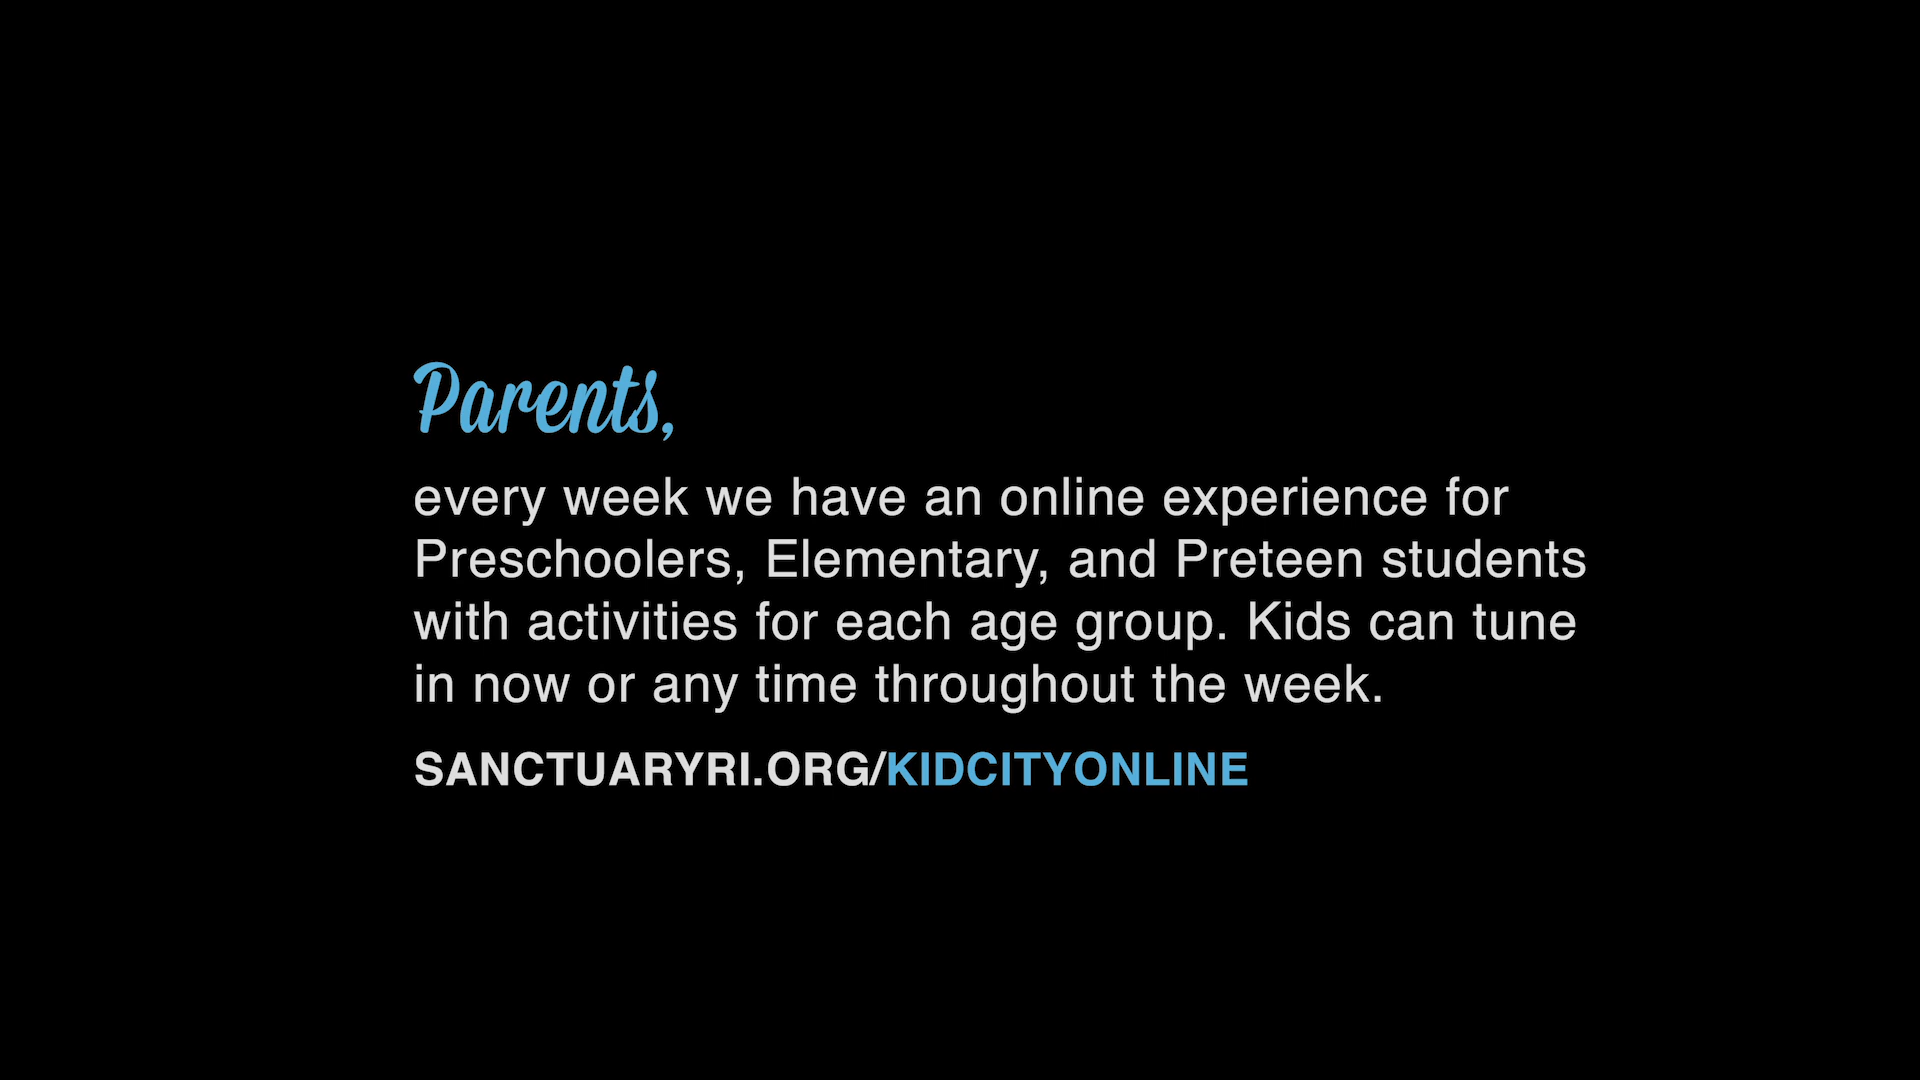 Parents,
every week we have an online experience for
Preschoolers, Elementary, and Preteen students
with activities for each age group. Kids can tune
in now or any time throughout the week.
SANCTUARYRI.ORG/KIDCITYONLINE